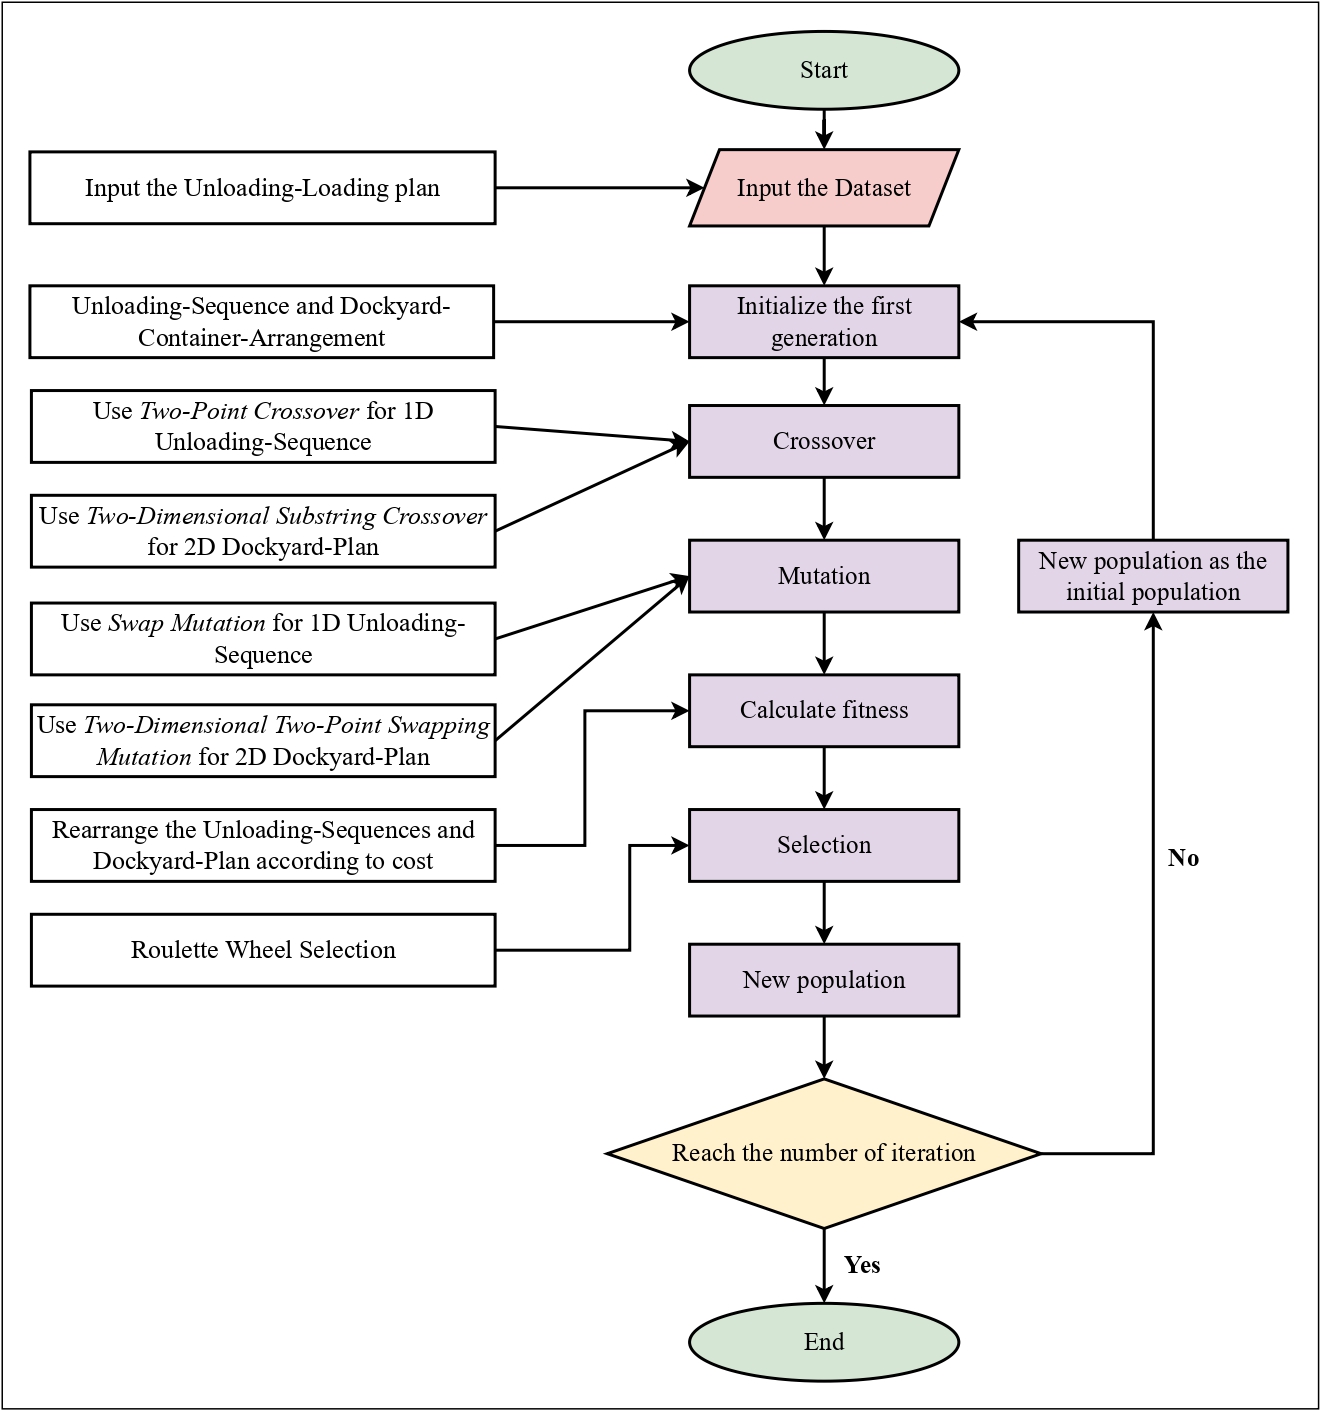 Start
Input the Unloading-Loading plan
Input the Dataset
Unloading-Sequence and Dockyard-
Container-Arrangement
Initialize the first
generation
Use Two-Point Crossover for 1D
Unloading-Sequence
Crossover
Use Two-Dimensional Substring Crossover
for 2D Dockyard-Plan
Mutation
New population as the
initial population
Use Swap Mutation for 1D Unloading-
Sequence
Use Two-Dimensional Two-Point Swapping
Mutation for 2D Dockyard-Plan
Calculate fitness
Rearrange the Unloading-Sequences and
Dockyard-Plan according to cost
Selection
No
Roulette Wheel Selection
New population
Reach the number of iteration
Yes
End